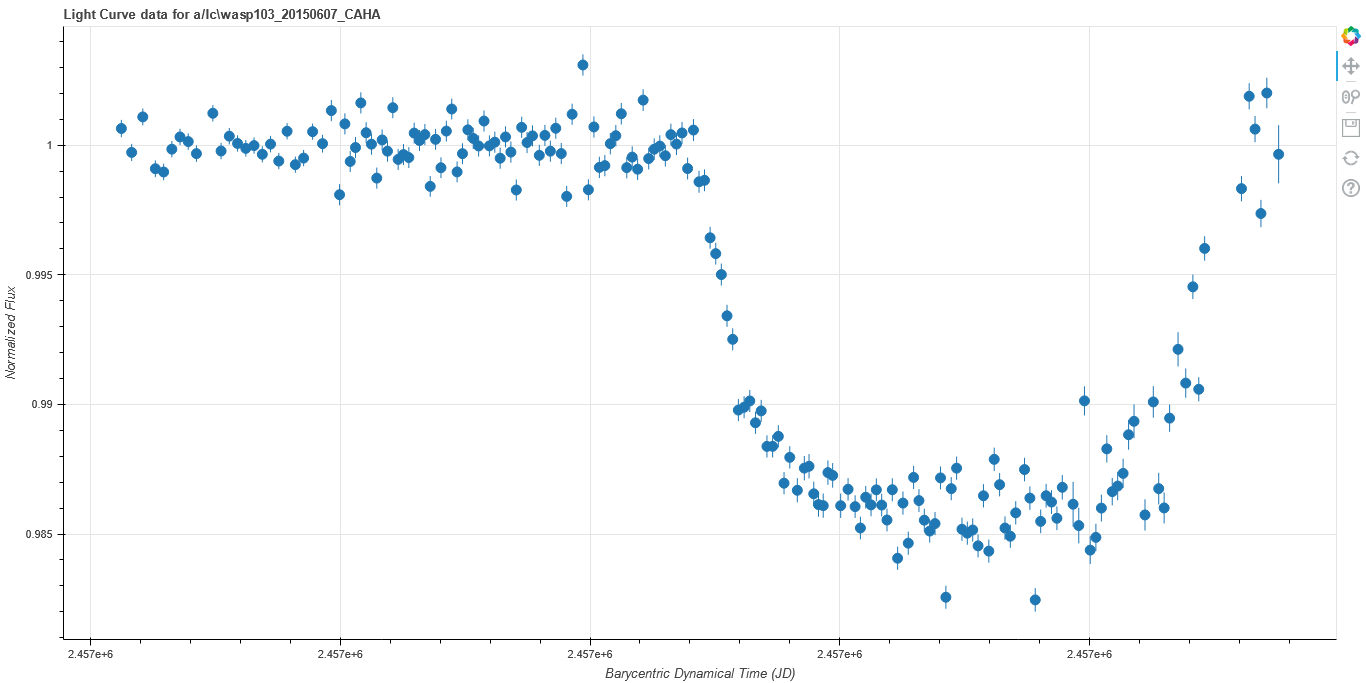 Light Curve data for a/lc\wasp103_20150607_CAHA
Normalized Flux
1
0.995
0.99
0.985
2.457e+6 2.457e+6 2.457e+6 2.457e+6 2.457e+6
Barycentric Dynamical Time (JD)